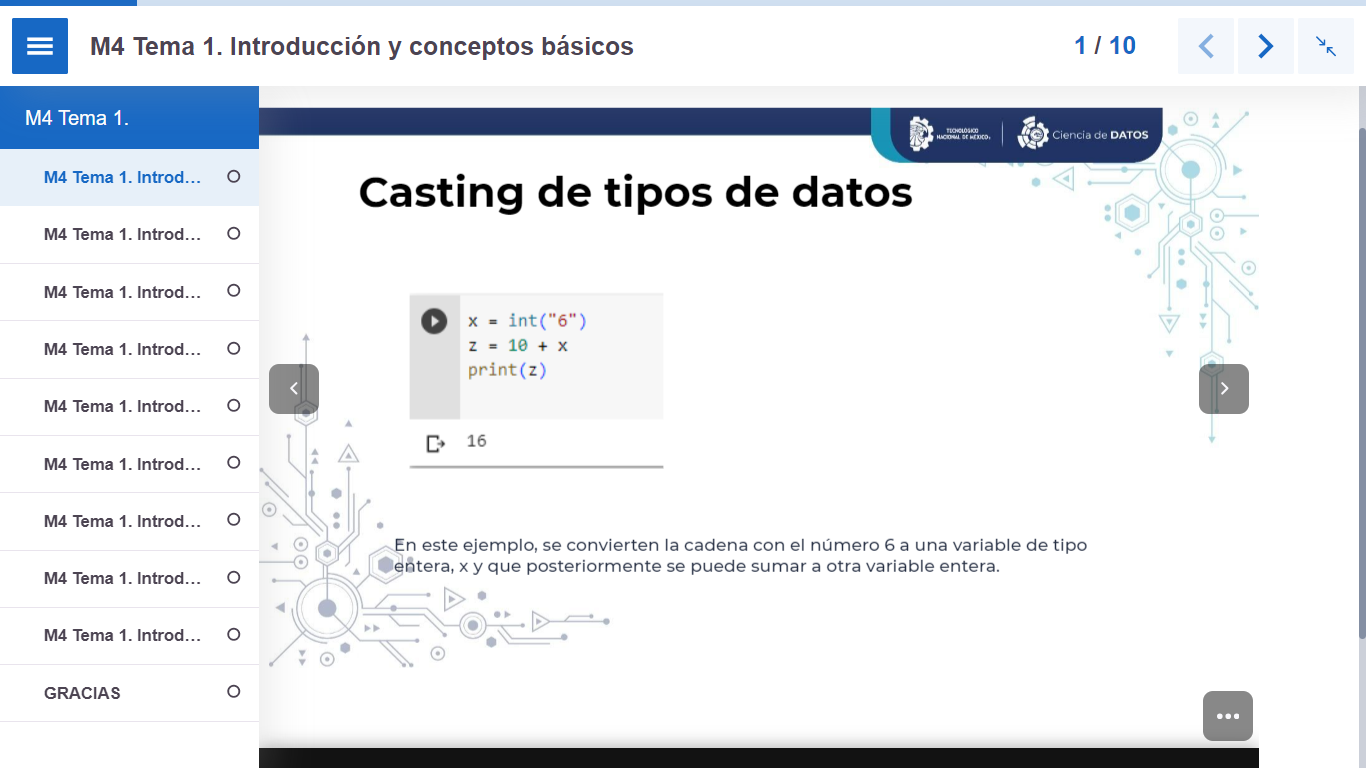 M4 Tema 1. Introducción y conceptos básicos
1 / 10
M4 Tema 1.
M4 Tema 1. Introd...
M4 Tema 1. Introd...
M4 Tema 1. Introd...
M4 Tema 1. Introd...
M4 Tema 1. Introd...
M4 Tema 1. Introd...
M4 Tema 1. Introd...
M4 Tema 1. Introd...
M4 Tema 1. Introd...
GRACIAS
TECNOLÓGICO
NACIONAL DE MÉXICO
Ciencia de DATOS
Casting de tipos de datos
x = int("6")
z = 10 + x
print(z)
16
En este ejemplo, se convierten la cadena con el número 6 a una variable de tipo
entera, x y que posteriormente se puede sumar a otra variable entera.